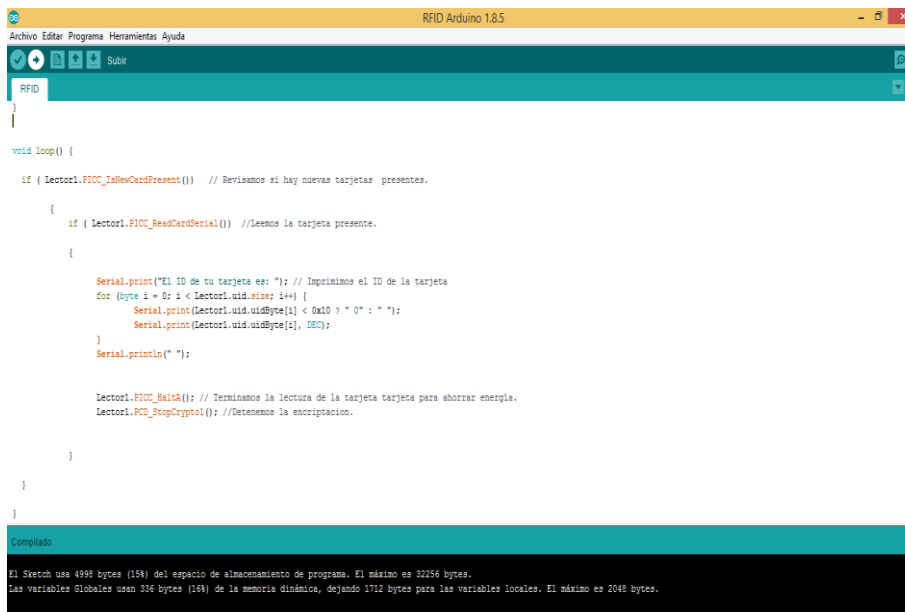 RFID Arduino 1.8.5
Archivo Editar Programa Herramientas Ayuda
Subir
RFID
}
void loop() {
if ( Lector1.PICC_IsNewCardPresent()) // Revisamos si hay nuevas tarjetas presentes.
{
if ( Lector1.PICC_ReadCardSerial()) //Leemos la tarjeta presente.
{
Serial.print("El ID de tu tarjeta es: "); // Imprimimos el ID de la tarjeta
for (byte i = 0; i < Lector1.uid.size; i++) {
Serial.print(Lector1.uid.uidByte[i] < 0x10 ? " 0" : " ");
Serial.print(Lector1.uid.uidByte[i], DEC);
}
Serial.println(" ");
Lector1.PICC_HaltA(); // Terminamos la lectura de la tarjeta tarjeta para ahorrar energía.
Lector1.PCD_StopCrypto1(); //Detenemos la encriptacion.
}
}
}
Compilado
El Sketch usa 4998 bytes (15%) del espacio de almacenamiento de programa. El máximo es 32256 bytes.
Las variables Globales usan 336 bytes (16%) de la memoria dinámica, dejando 1712 bytes para las variables locales. El máximo es 2048 bytes.